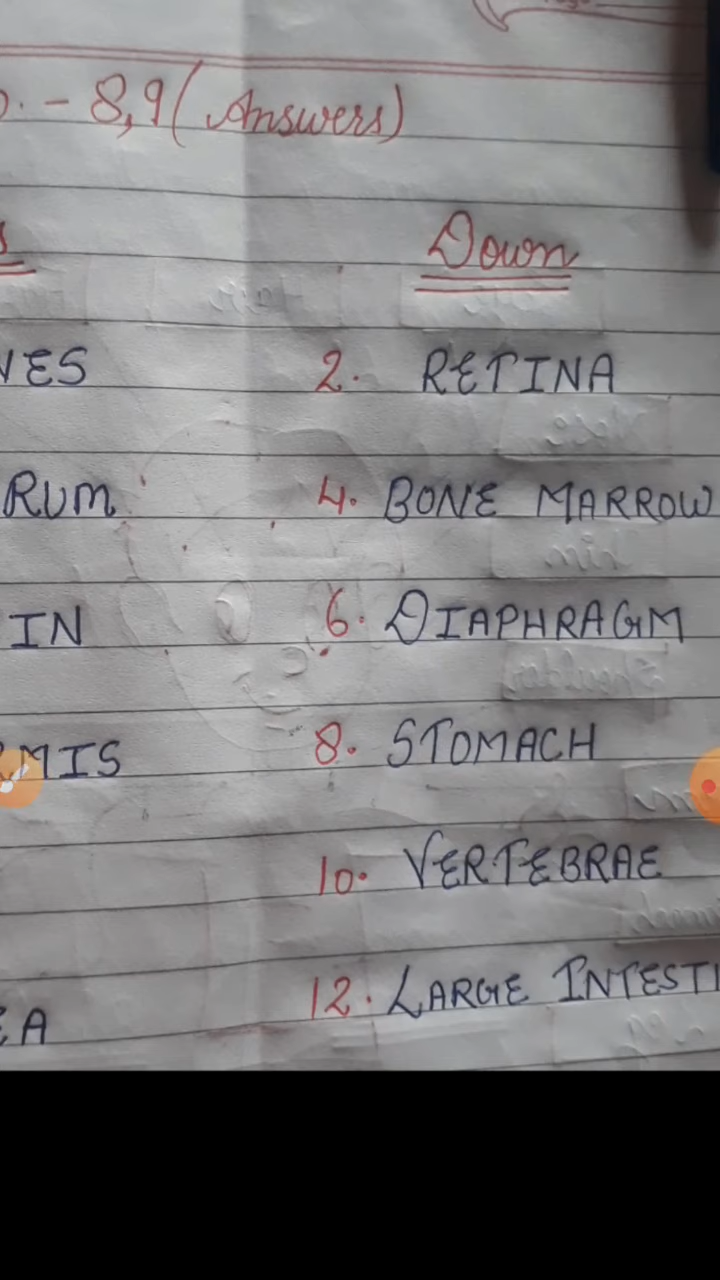 . - 8,9 (Answers)
Down
VES 2. RETINA
RUM 4. BONE MARROW
IN 6. DIAPHRAGM
MIS 8. STOMACH
10. VERTEBRAE
12. LARGE INTESTI
EA